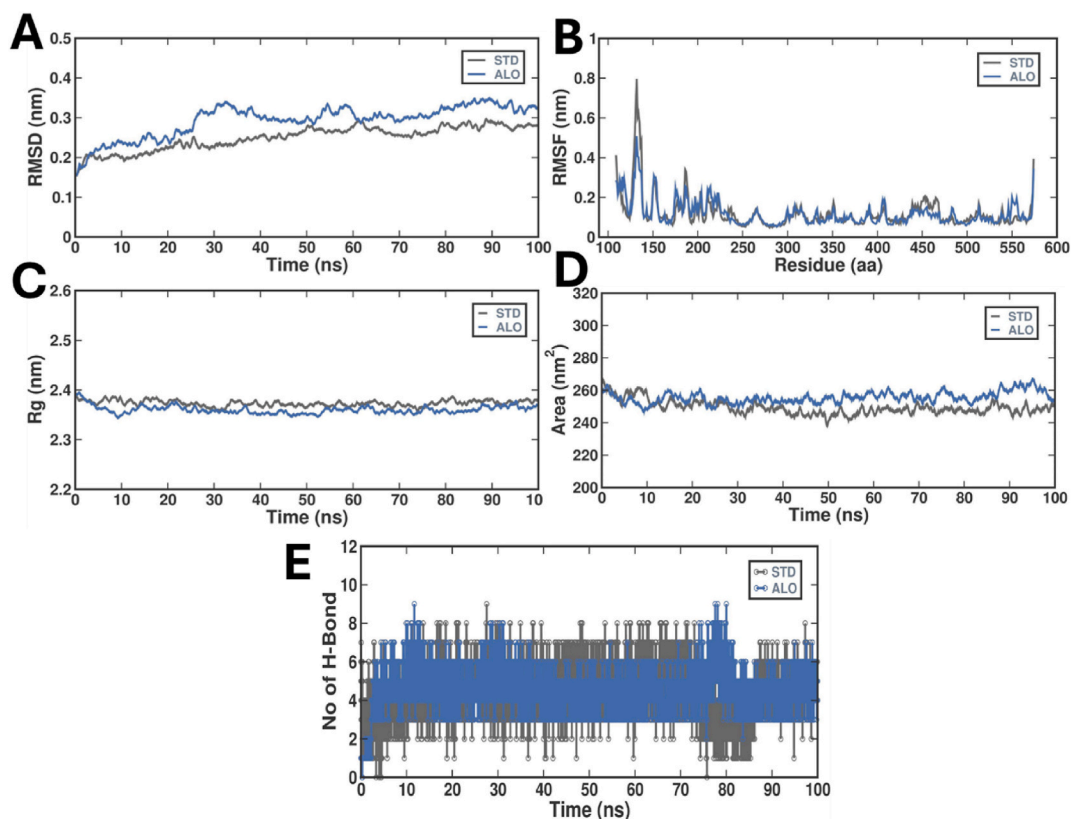 A
RMSD (nm)
0.5
0.4
0.3
0.2
0.1
0
STD
ALO
0 10 20 30 40 50 60 70 80 90 100
Time (ns)
B
RMSF (nm)
1
0.8
0.6
0.4
0.2
0
STD
ALO
100 150 200 250 300 350 400 450 500 550 600
Residue (aa)
C
Rg (nm)
2.6
2.5
2.4
2.3
2.2
STD
ALO
0 10 20 30 40 50 60 70 80 90 10
Time (ns)
D
Area (nm2)
320
300
280
260
240
220
200
STD
ALO
0 10 20 30 40 50 60 70 80 90 100
Time (ns)
E
No of H-Bond
12
10
8
6
4
2
0
STD
ALO
0 10 20 30 40 50 60 70 80 90 100
Time (ns)